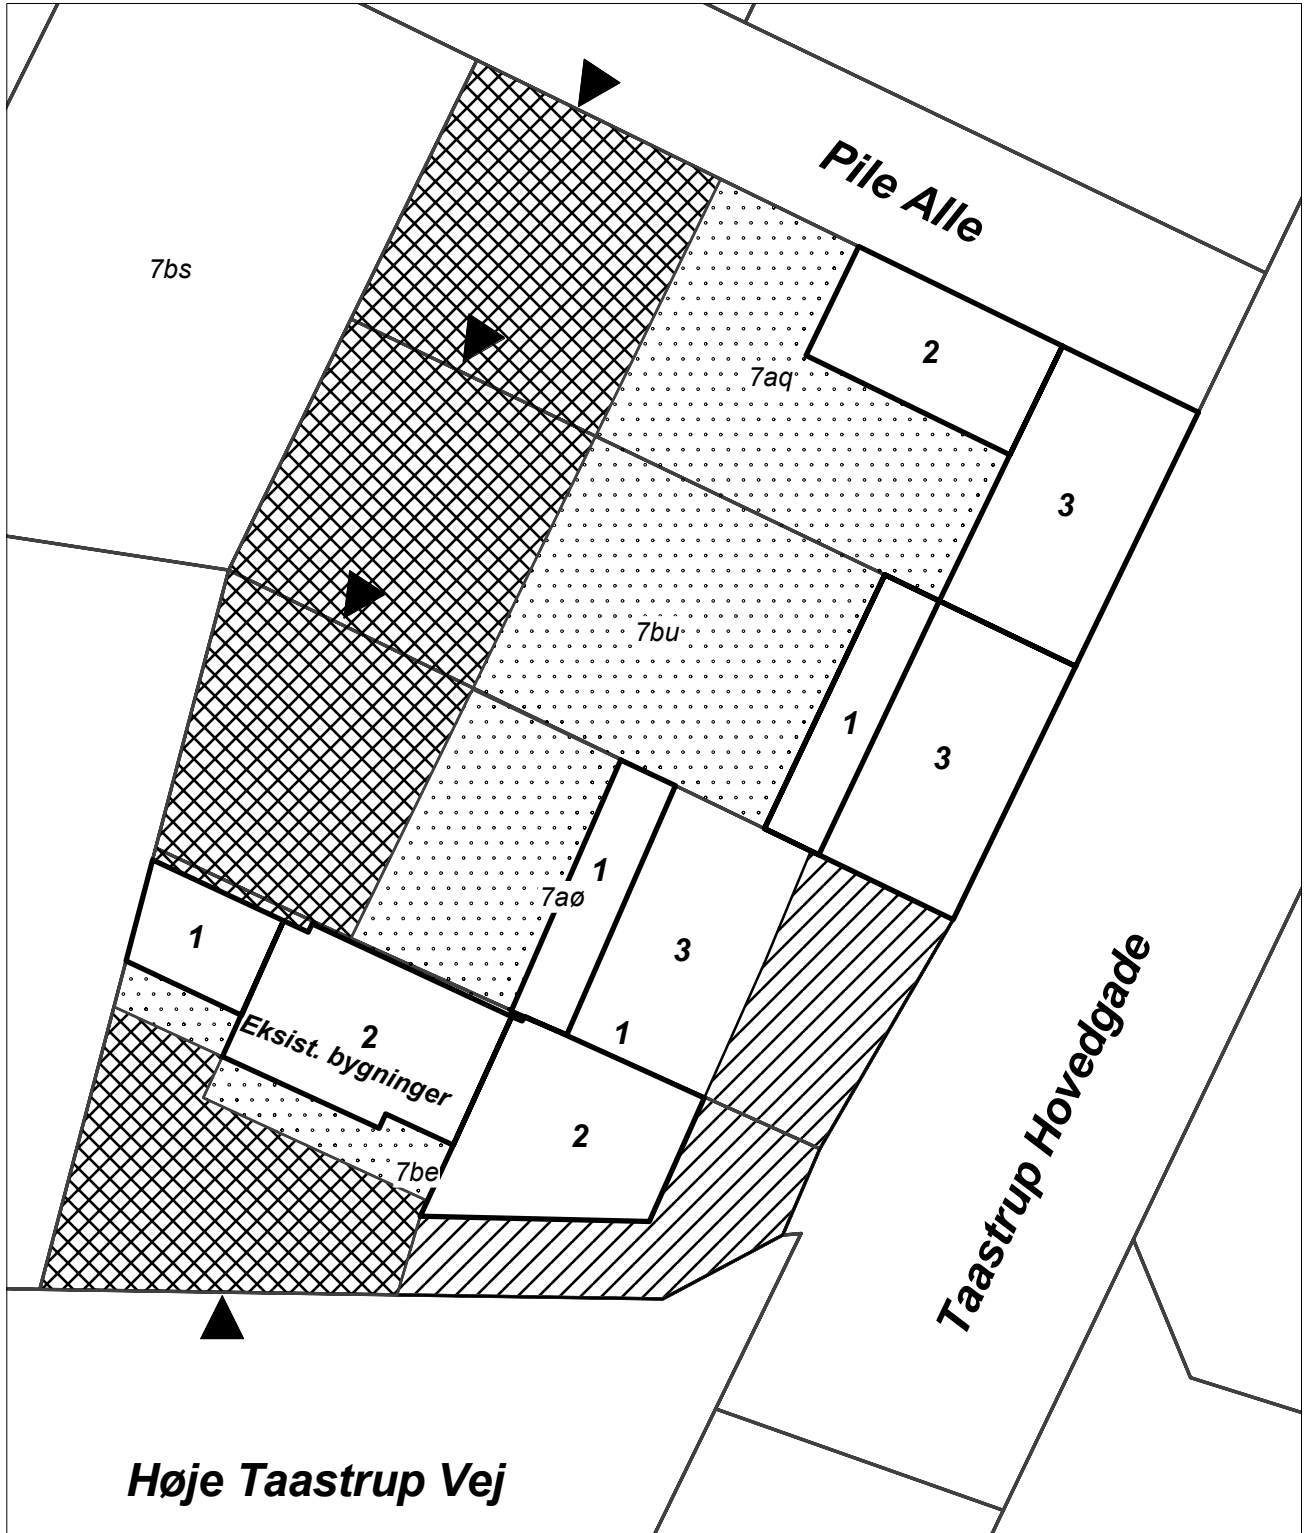 Pile Alle
7bs
2
7aq
3
7bu
1
3
1
7aø
1
3
2
Eksist. bygninger
1
2
7be
Taastrup Hovedgade
Høje Taastrup Vej